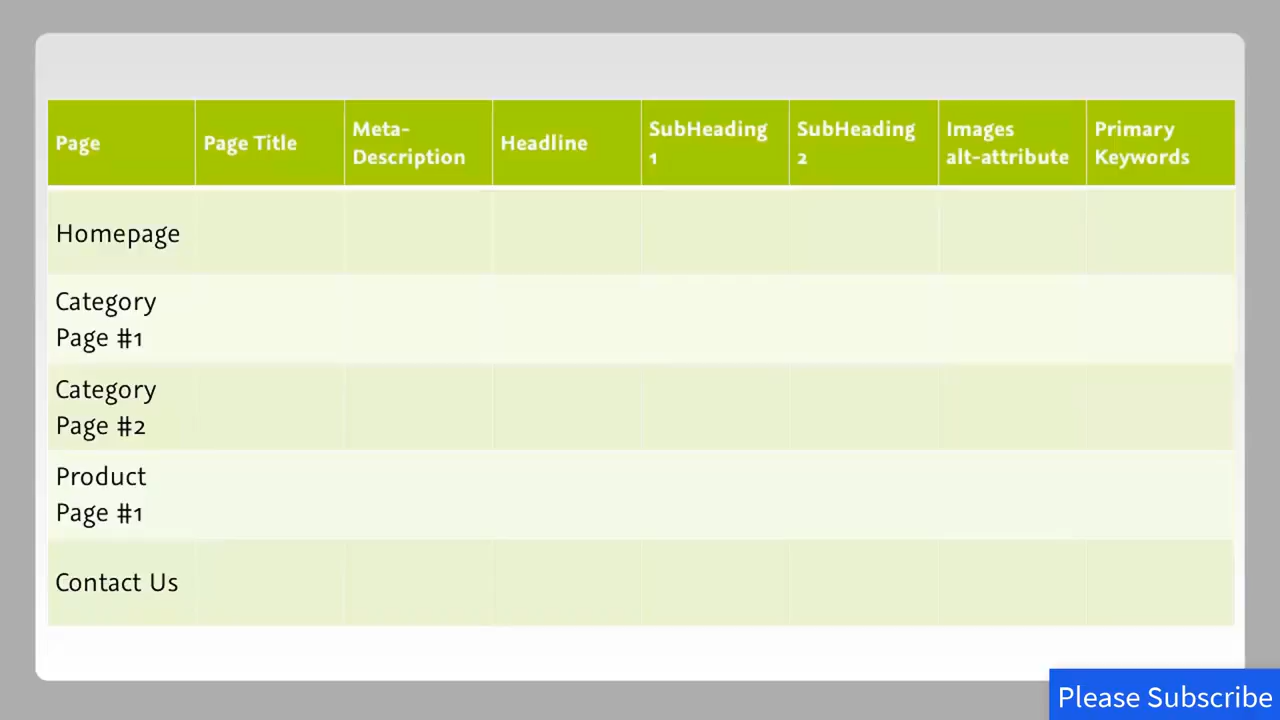 Page
Page Title
Meta-
Description
Headline
SubHeading
1
SubHeading
2
Images
alt-attribute
Primary
Keywords
Homepage
Category
Page #1
Category
Page #2
Product
Page #1
Contact Us
Please Subscribe